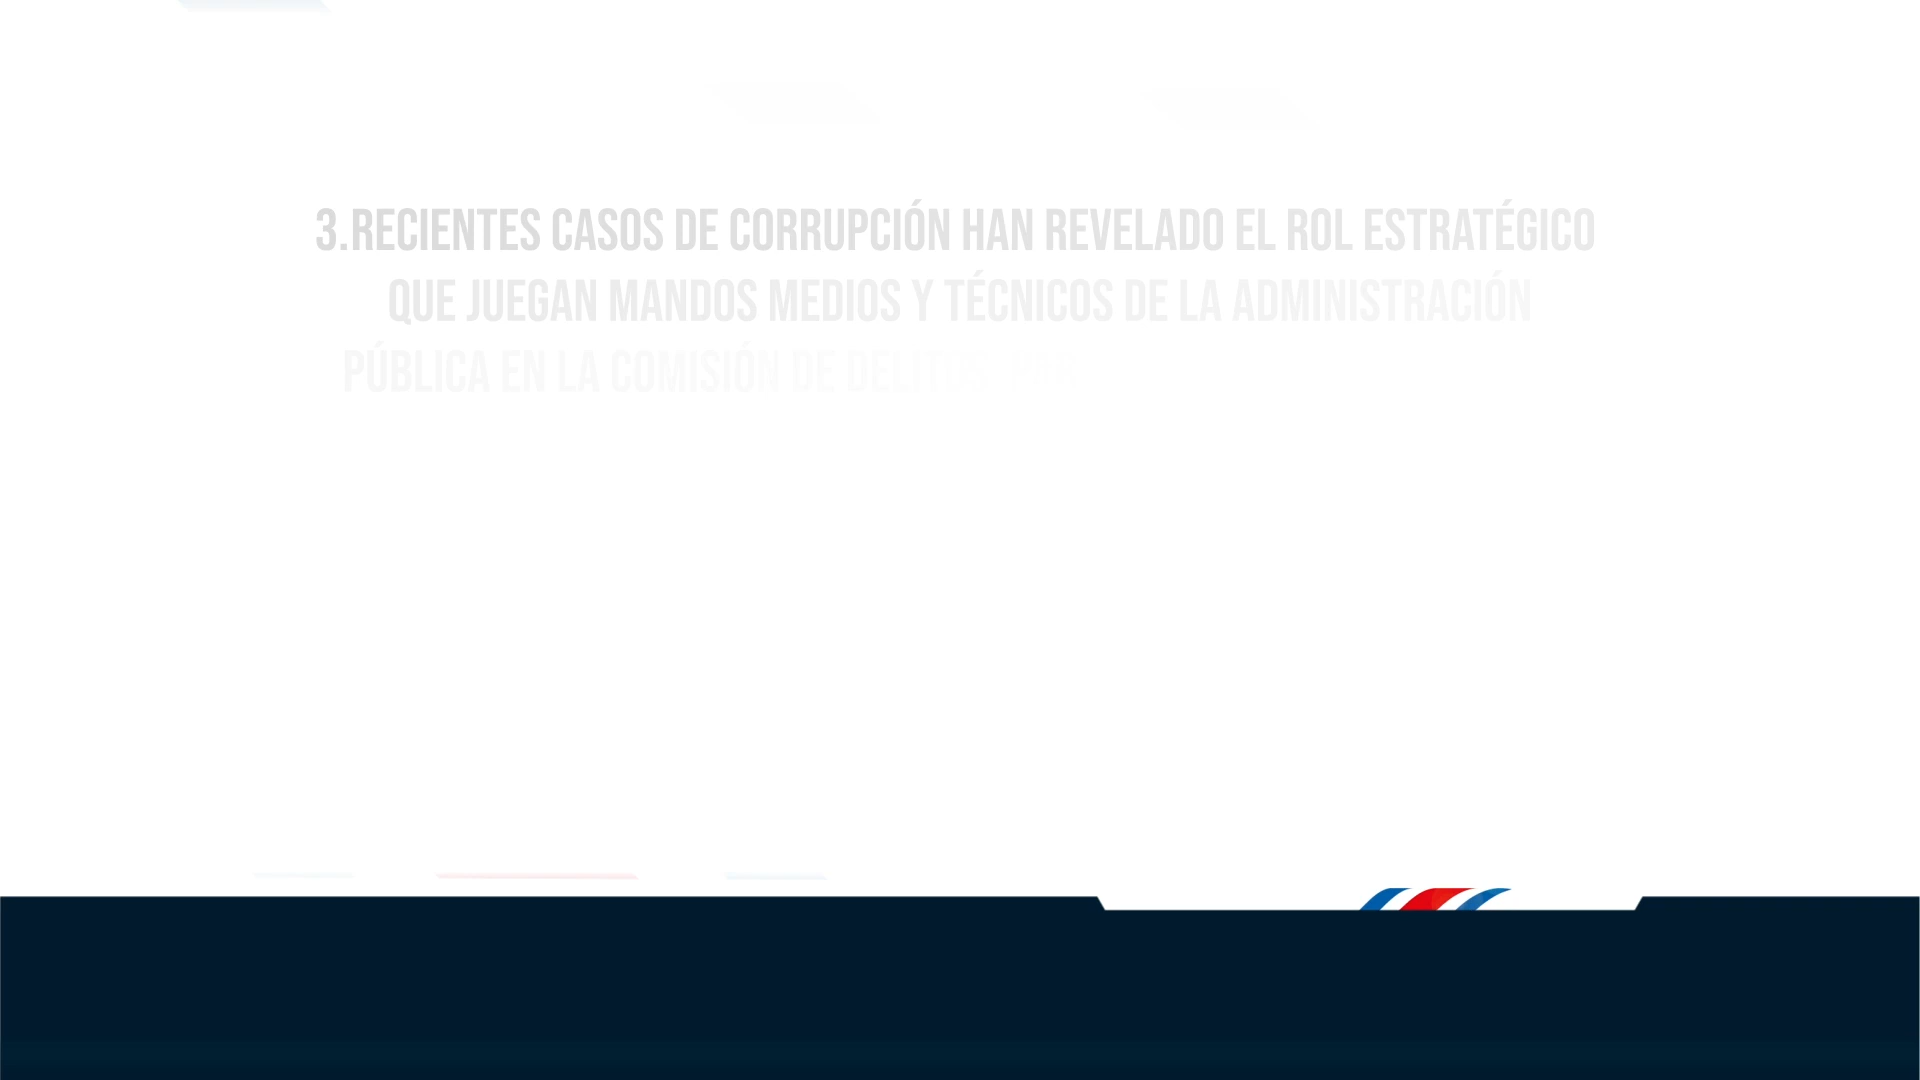 3.RECIENTES CASOS DE CORRUPCIÓN HAN REVELADO EL ROL ESTRATÉGICO
QUE JUEGAN MANDOS MEDIOS Y TÉCNICOS DE LA ADMINISTRACIÓN
PÚBLICA EN LA COMISIÓN DE DELITOS